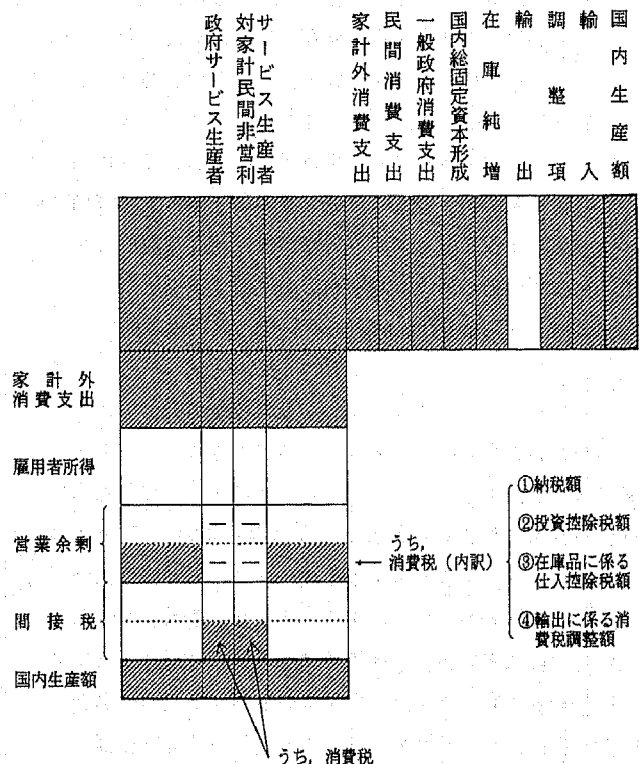 政府サービス生産者
対家計民間非営利
サービス生産者
家計外消費支出
民間消費支出
一般政府消費支出
国内総固定資本形成
在庫純増
輸出
調整項
輸入
国内生産額
家計外
消費支出
雇用者所得
営業余剰
間接税
国内生産額
— —
— —
うち,
消費税(内訳)
①納税額
②投資控除税額
③在庫品に係る
仕入控除税額
④輸出に係る消
費税調整額
うち, 消費税